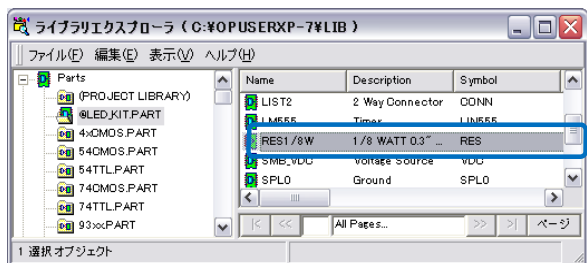 ライブラリエクスプローラ ( C:¥OPUSERXP-7¥LIB )
ファイル(F) 編集(E) 表示(V) ヘルプ(H)
Parts
(PROJECT LIBRARY)
@LED_KIT.PART
4xCMOS.PART
54CMOS.PART
54TTL.PART
74CMOS.PART
74TTL.PART
93xx.PART
Name Description Symbol
LIST2 2 Way Connector CONN
LM555 Timer LIN555
RES1/8W 1/8 WATT 0.3″ ... RES
SMB_VDC Voltage Source VDC
SPL0 Ground SPL0
|< << All Pages... >> >| ページ
1 選択オブジェクト